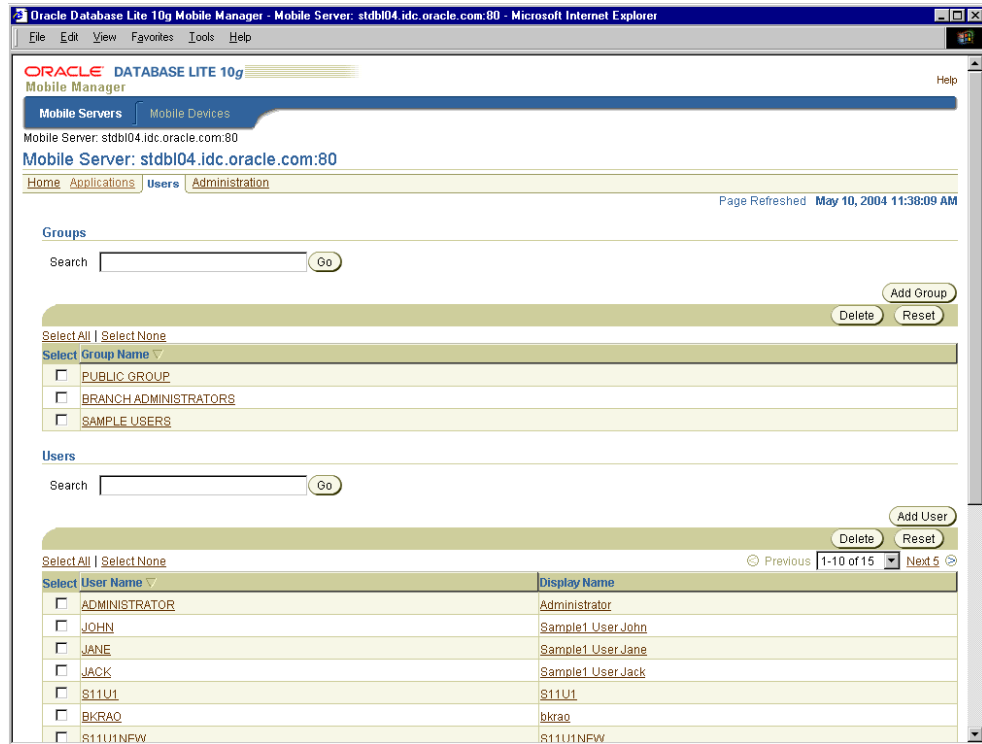 Oracle Database Lite 10g Mobile Manager - Mobile Server: stdbl04.idc.oracle.com:80 - Microsoft Internet Explorer
File Edit View Favorites Tools Help
ORACLE DATABASE LITE 10g
Mobile Manager
Help
Mobile Servers Mobile Devices
Mobile Server: stdbl04.idc.oracle.com:80
Mobile Server: stdbl04.idc.oracle.com:80
Home Applications Users Administration
Page Refreshed May 10, 2004 11:38:09 AM
Groups
Search Go
Add Group
Delete Reset
Select All | Select None
Select Group Name
PUBLIC GROUP
BRANCH ADMINISTRATORS
SAMPLE USERS
Users
Search Go
Add User
Delete Reset
Select All | Select None Previous 1-10 of 15 Next 5
Select User Name Display Name
ADMINISTRATOR Administrator
JOHN Sample1 User John
JANE Sample1 User Jane
JACK Sample1 User Jack
S11U1 S11U1
BKRAO bkrao
S11U1NEW S11U1NEW